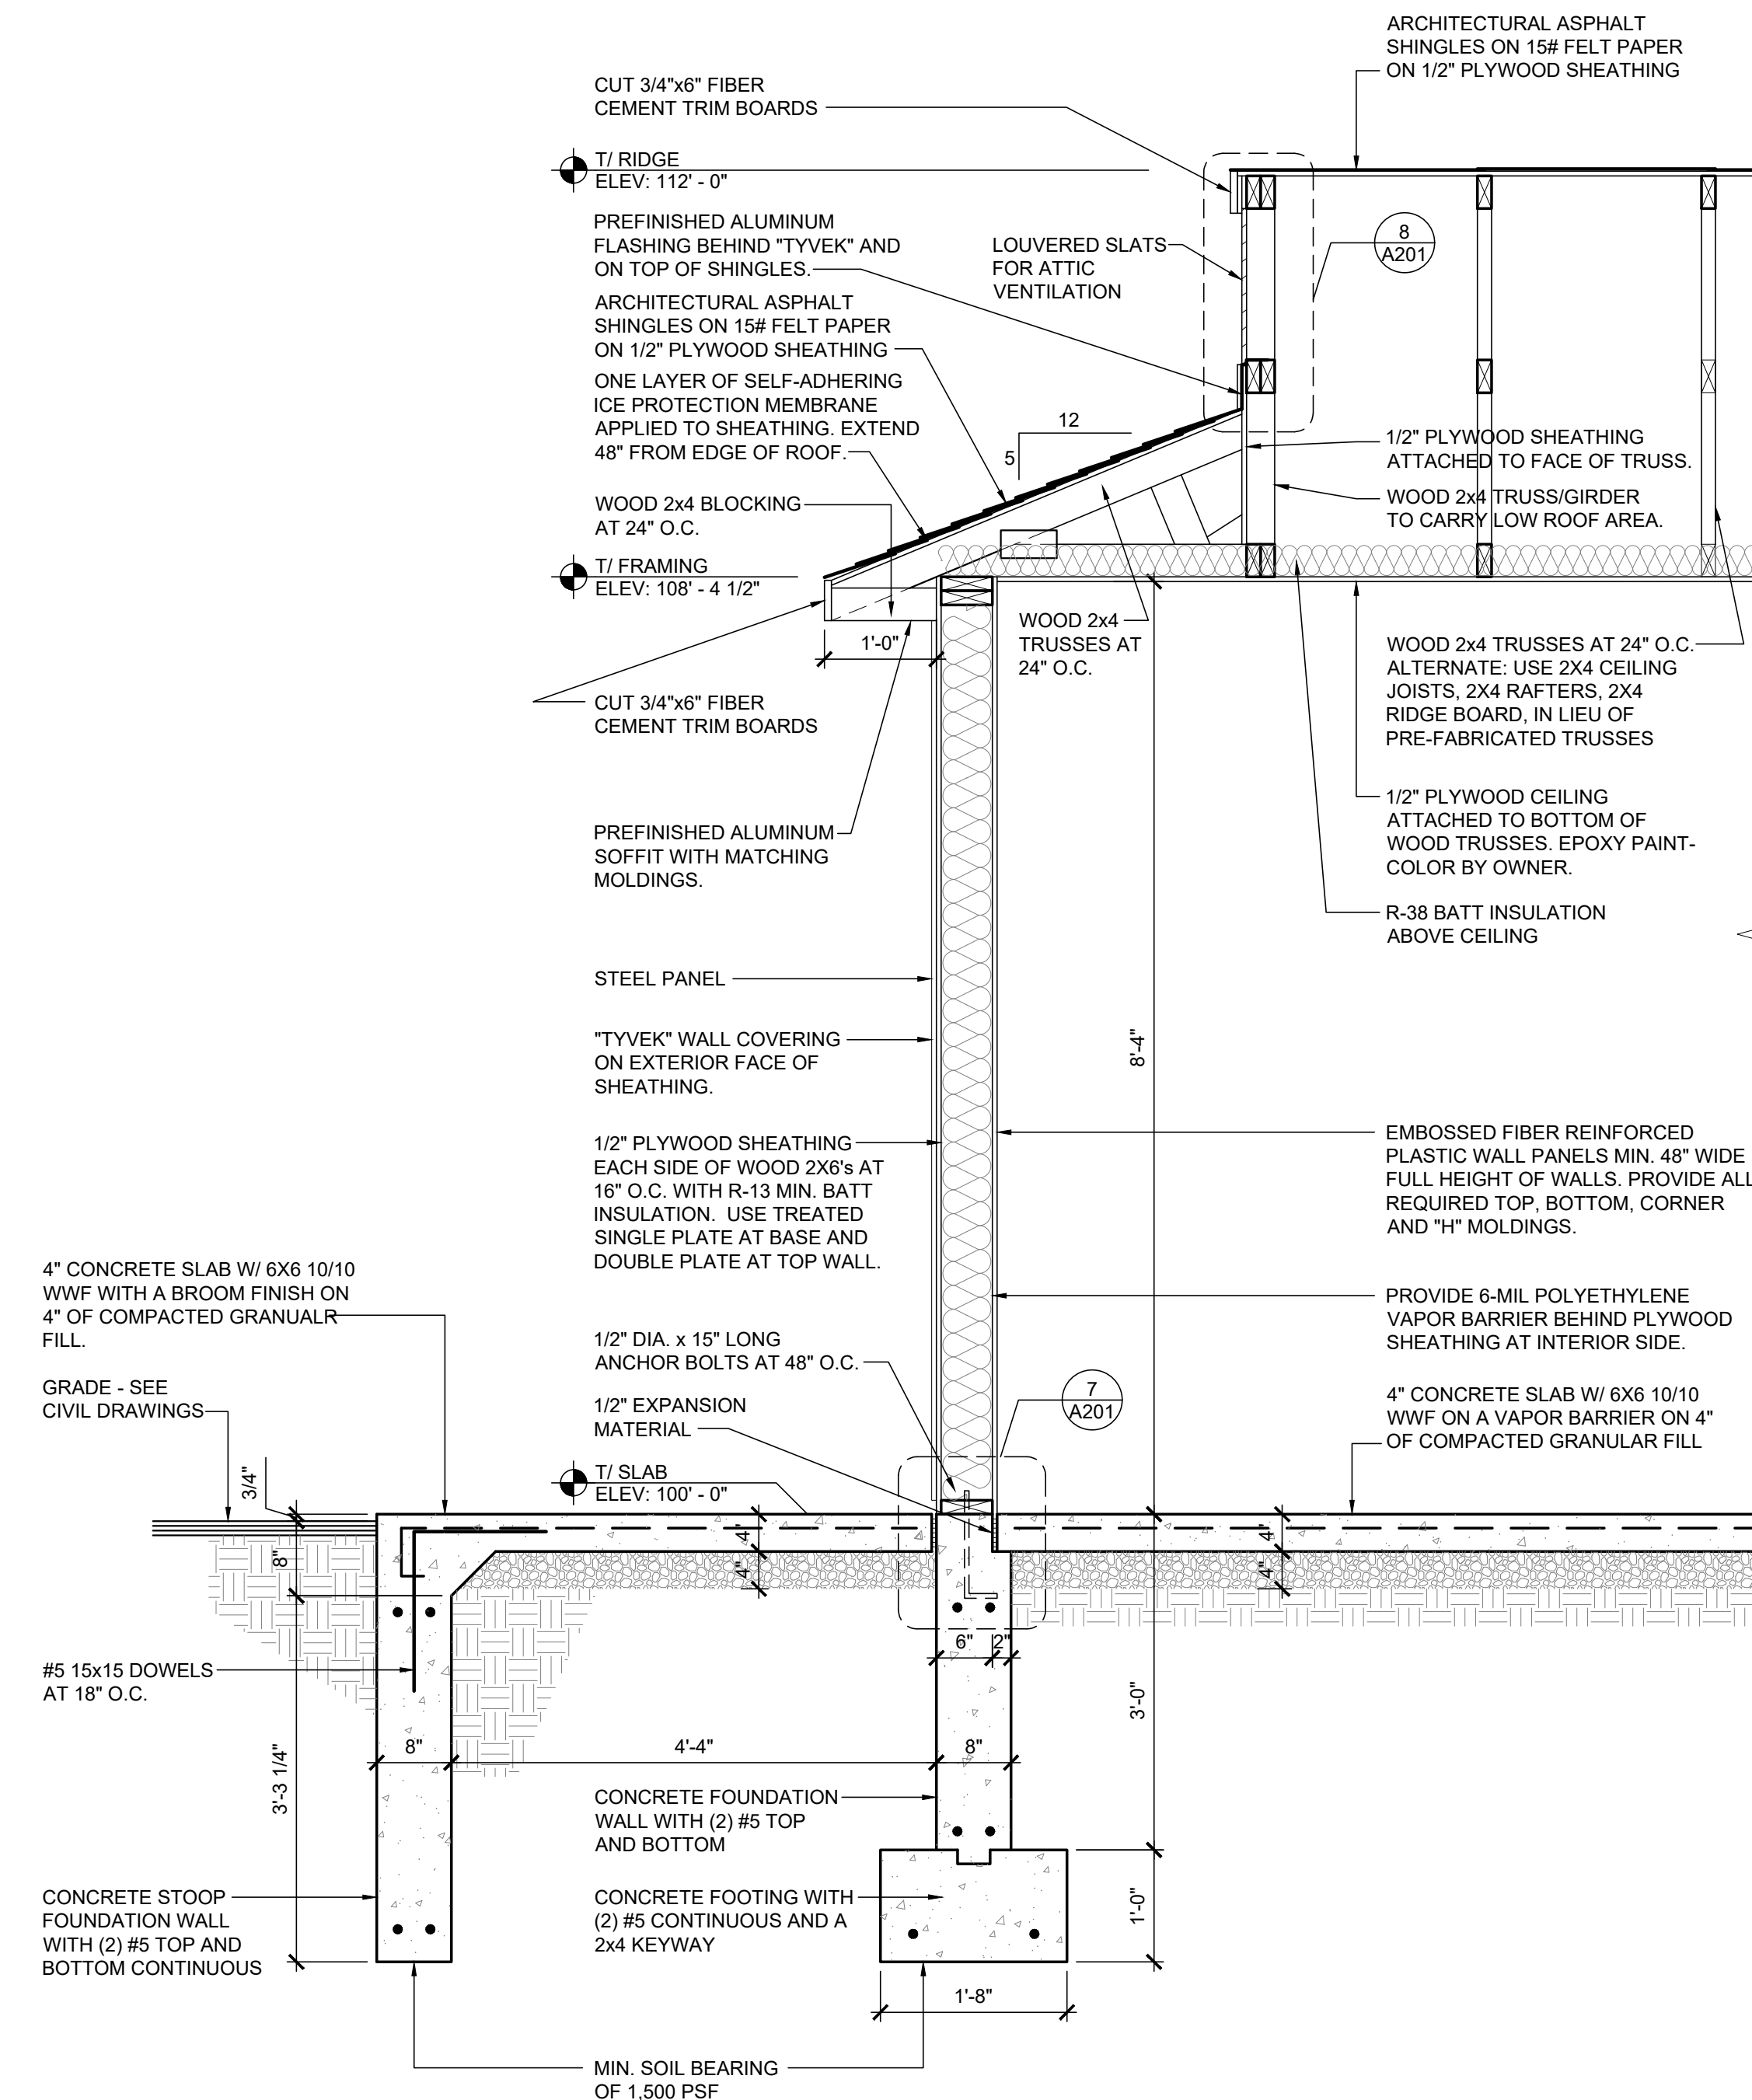 ARCHITECTURAL ASPHALT
SHINGLES ON 15# FELT PAPER
ON 1/2" PLYWOOD SHEATHING
CUT 3/4"x6" FIBER
CEMENT TRIM BOARDS
T/ RIDGE
ELEV: 112' - 0"
PREFINISHED ALUMINUM
FLASHING BEHIND "TYVEK" AND
ON TOP OF SHINGLES.
LOUVERED SLATS
FOR ATTIC
VENTILATION
8
A201
ARCHITECTURAL ASPHALT
SHINGLES ON 15# FELT PAPER
ON 1/2" PLYWOOD SHEATHING
ONE LAYER OF SELF-ADHERING
ICE PROTECTION MEMBRANE
APPLIED TO SHEATHING. EXTEND
48" FROM EDGE OF ROOF.
12
5
1/2" PLYWOOD SHEATHING
ATTACHED TO FACE OF TRUSS.
WOOD 2x4 TRUSS/GIRDER
TO CARRY LOW ROOF AREA.
WOOD 2x4 BLOCKING
AT 24" O.C.
T/ FRAMING
ELEV: 108' - 4 1/2"
1'-0"
WOOD 2x4
TRUSSES AT
24" O.C.
WOOD 2x4 TRUSSES AT 24" O.C.
ALTERNATE: USE 2X4 CEILING
JOISTS, 2X4 RAFTERS, 2X4
RIDGE BOARD, IN LIEU OF
PRE-FABRICATED TRUSSES
CUT 3/4"x6" FIBER
CEMENT TRIM BOARDS
1/2" PLYWOOD CEILING
ATTACHED TO BOTTOM OF
WOOD TRUSSES. EPOXY PAINT-
COLOR BY OWNER.
PREFINISHED ALUMINUM
SOFFIT WITH MATCHING
MOLDINGS.
R-38 BATT INSULATION
ABOVE CEILING
STEEL PANEL
"TYVEK" WALL COVERING
ON EXTERIOR FACE OF
SHEATHING.
8'-4"
1/2" PLYWOOD SHEATHING
EACH SIDE OF WOOD 2X6's AT
16" O.C. WITH R-13 MIN. BATT
INSULATION. USE TREATED
SINGLE PLATE AT BASE AND
DOUBLE PLATE AT TOP WALL.
EMBOSSED FIBER REINFORCED
PLASTIC WALL PANELS MIN. 48" WIDE
FULL HEIGHT OF WALLS. PROVIDE ALL
REQUIRED TOP, BOTTOM, CORNER
AND "H" MOLDINGS.
4" CONCRETE SLAB W/ 6X6 10/10
WWF WITH A BROOM FINISH ON
4" OF COMPACTED GRANUALR
FILL.
PROVIDE 6-MIL POLYETHYLENE
VAPOR BARRIER BEHIND PLYWOOD
SHEATHING AT INTERIOR SIDE.
1/2" DIA. x 15" LONG
ANCHOR BOLTS AT 48" O.C.
GRADE - SEE
CIVIL DRAWINGS
7
A201
4" CONCRETE SLAB W/ 6X6 10/10
WWF ON A VAPOR BARRIER ON 4"
OF COMPACTED GRANULAR FILL
1/2" EXPANSION
MATERIAL
T/ SLAB
ELEV: 100' - 0"
3/4"
8"
4"
4"
4"
4"
6"
2"
#5 15x15 DOWELS
AT 18" O.C.
3'-0"
8"
4'-4"
8"
3'-3 1/4"
CONCRETE FOUNDATION
WALL WITH (2) #5 TOP
AND BOTTOM
CONCRETE STOOP
FOUNDATION WALL
WITH (2) #5 TOP AND
BOTTOM CONTINUOUS
CONCRETE FOOTING WITH
(2) #5 CONTINUOUS AND A
2x4 KEYWAY
1'-0"
1'-8"
MIN. SOIL BEARING
OF 1,500 PSF